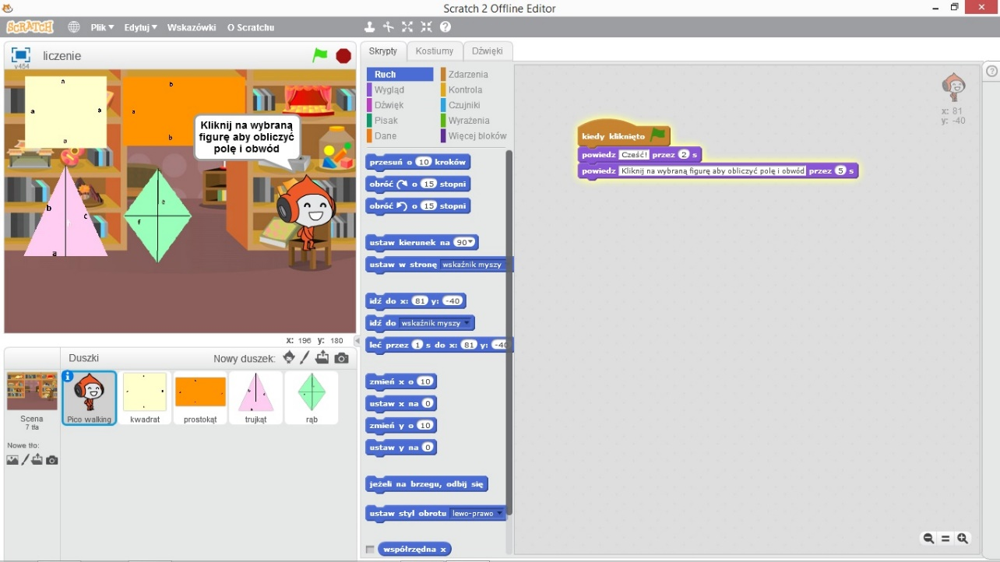 Scratch 2 Offline Editor
SCRATCH Plik Edytuj Wskazówki O Scratchu
v454 liczenie
Skrypty Kostiumy Dźwięki
Ruch Zdarzenia
Wygląd Kontrola
Dźwięk Czujniki
Pisak Wyrażenia
Dane Więcej bloków
a
a a
a
b
a
b
Kliknij na wybraną
figurę aby obliczyć
polę i obwód
b c
f
a
e
f
przesuń o 10 kroków
obróć o 15 stopni
obróć o 15 stopni
ustaw kierunek na 90
ustaw w stronę wskaźnik myszy
idź do x: 81 y: -40
idź do wskaźnik myszy
leć przez 1 s do x: 81 y: -40
zmień x o 10
ustaw x na 0
zmień y o 10
ustaw y na 0
jeżeli na brzegu, odbij się
ustaw styl obrotu lewo-prawo
współrzędna x
kiedy kliknięto
powiedz Cześć! przez 2 s
powiedz Kliknij na wybraną figurę aby obliczyć polę i obwód przez 5 s
x: 81
y: -40
x: 196 y: 180
Duszki Nowy duszek:
Scena
7 tła
Nowe tło:
Pico walking kwadrat prostokąt trujkąt rąb